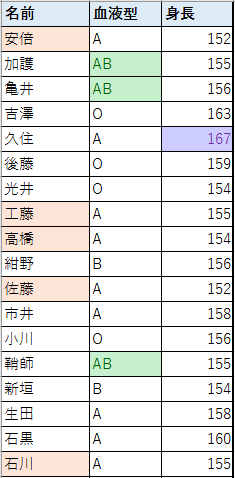 名前 血液型 身長
安倍 A 152
加護 AB 155
亀井 AB 156
吉澤 O 163
久住 A 167
後藤 O 159
光井 O 154
工藤 A 155
高橋 A 154
紺野 B 156
佐藤 A 152
市井 A 158
小川 O 156
鞘師 AB 155
新垣 B 154
生田 A 158
石黒 A 160
石川 A 155